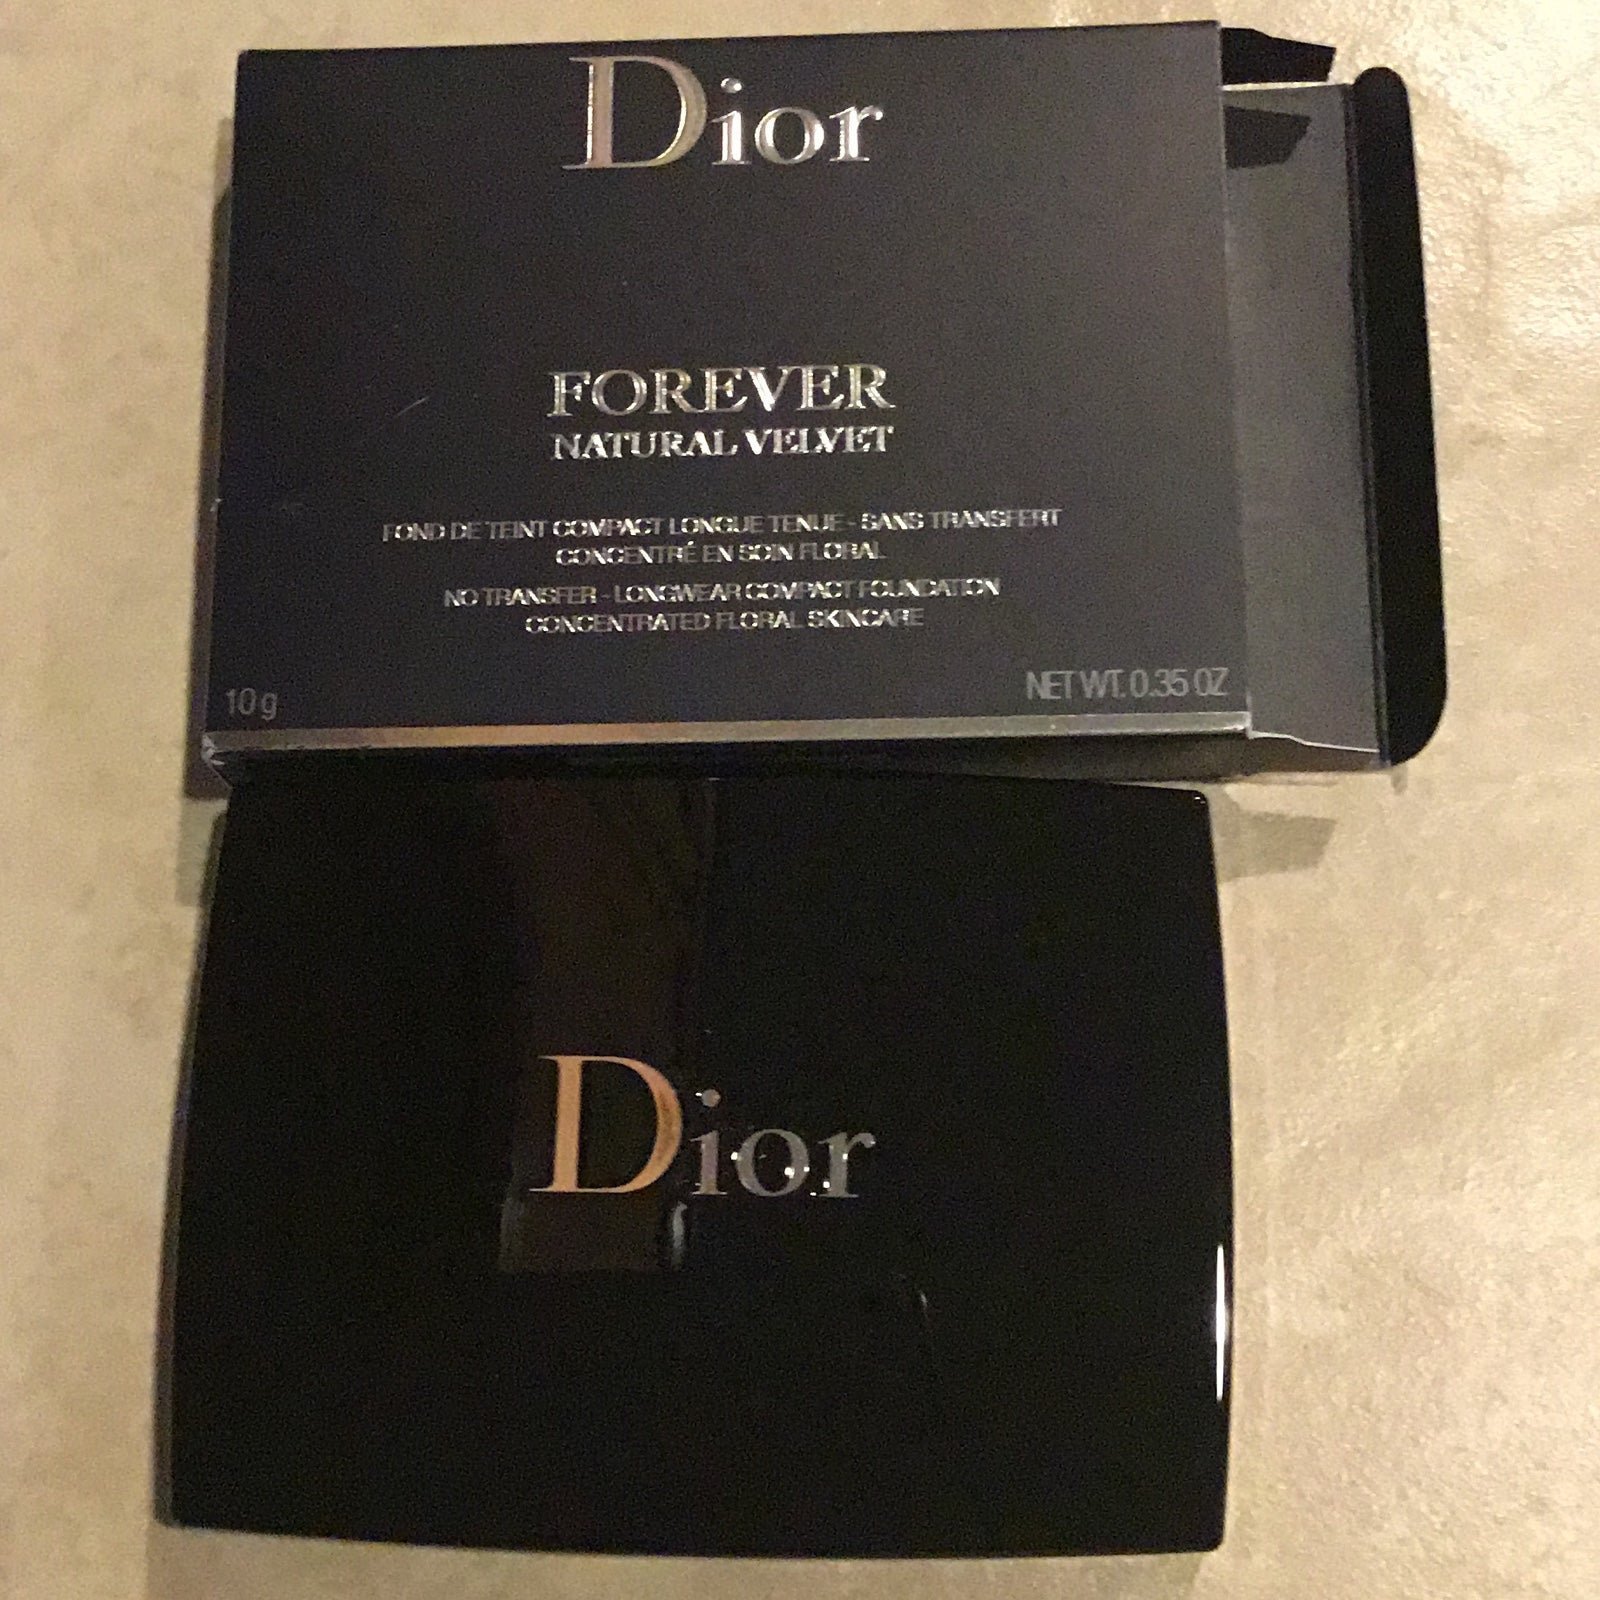 Dior
FOREVER
NATURAL VELVET
FOND DE TEINT COMPACT LONGUE TENUE - SANS TRANSFERT
CONCENTRÉ EN SOIN FLORAL
NO TRANSFER - LONGWEAR COMPACT FOUNDATION
CONCENTRATED FLORAL SKINCARE
10 g NET WT. 0.35 OZ
Dior